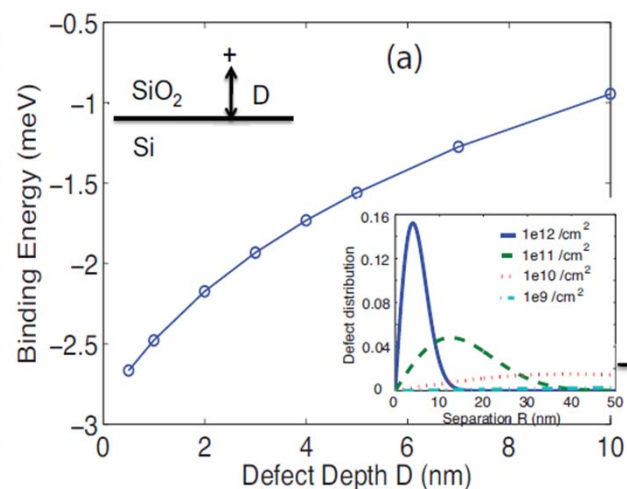 (a)
+
SiO2
D
Si
Binding Energy (meV)
−0.5
−1
−1.5
−2
−2.5
−3
0
2
4
6
8
10
Defect Depth D (nm)
Defect distribution
0.16
0.12
0.08
0.04
0
1e12 /cm2
1e11 /cm2
1e10 /cm2
1e9 /cm2
0
10
20
30
40
50
Separation R (nm)